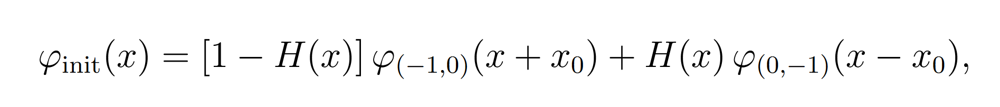 φ_init(x) = [1 − H(x)] φ_(−1,0)(x + x_0) + H(x) φ_(0,−1)(x − x_0),